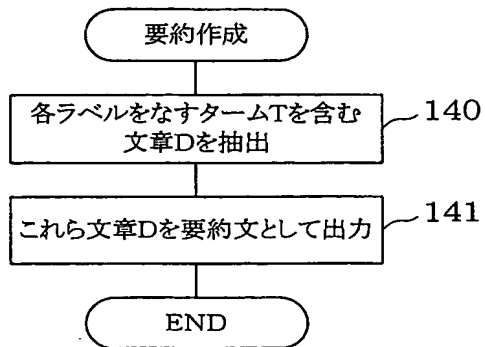 要約作成
各ラベルをなすタームTを含む
文章Dを抽出
140
これら文章Dを要約文として出力
141
END